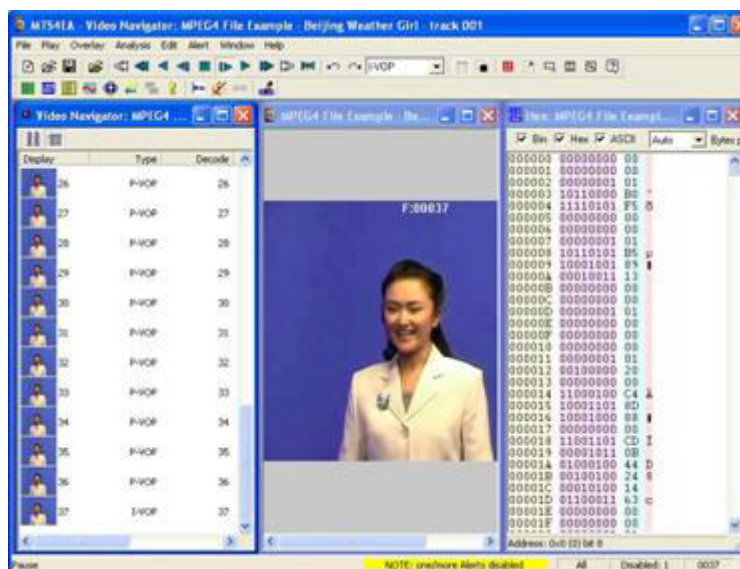 MTS4EA - Video Navigator: MPEG4 File Example - Beijing Weather Girl - track 001
File Play Overlay Analysis Edit Alert Window Help
I-VOP
Video Navigator: MPEG4 ...
MPEG4 File Example - Be...
Hex: MPEG4 File Exampl...
Bin Hex ASCII Auto Bytes
Display Type Decode
26 P-VOP 26
27 P-VOP 27
28 P-VOP 28
29 P-VOP 29
30 P-VOP 30
31 P-VOP 31
32 P-VOP 32
33 P-VOP 33
34 P-VOP 34
35 P-VOP 35
36 P-VOP 36
37 I-VOP 37
F:00037
000000 00000000 00
000001 00000000 00
000002 00000001 01
000003 10110000 B0
000004 11110101 F5
000005 00000000 00
000006 00000000 00
000007 00000001 01
000008 10110101 B5 µ
000009 10001001 89
00000A 00010011 13
00000B 00000000 00
00000C 00000000 00
00000D 00000001 01
00000E 00000000 00
00000F 00000000 00
000010 00000000 00
000011 00000001 01
000012 00100000 20
000013 00000000 00
000014 11000100 C4 Ä
000015 10001101 8D
000016 10001000 88
000017 00000000 00
000018 11001101 CD Í
000019 00001011 0B
00001A 01000100 44 D
00001B 00100100 24 $
00001C 00010100 14
00001D 01100011 63 c
00001E 00000000 00
00001F 00000000 00
Address: 0x0 (0) bit 0
Pause NOTE: one/more Alerts disabled All Disabled: 1 0037